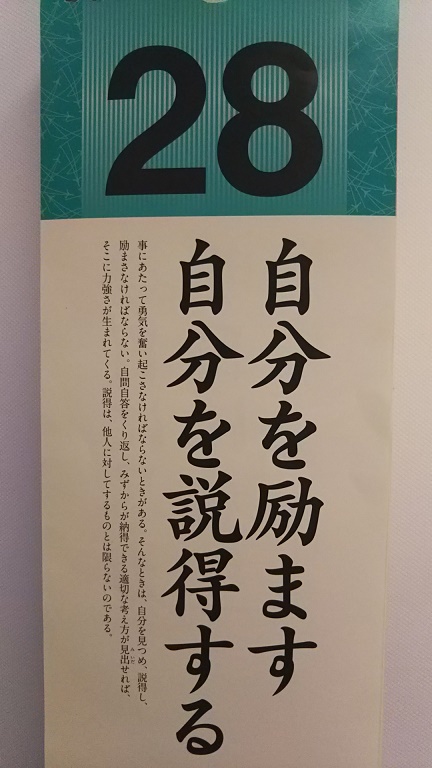 28
自分を励ます
自分を説得する
事にあたって勇気を奮い起こさなければならないときがある。そんなときは、自分を見つめ、説得し、
励まさなければならない。自問自答をくり返し、みずからが納得できる適切な考え方が見出せれば、
そこに力強さが生まれてくる。説得は、他人に対してするものとは限らないのである。